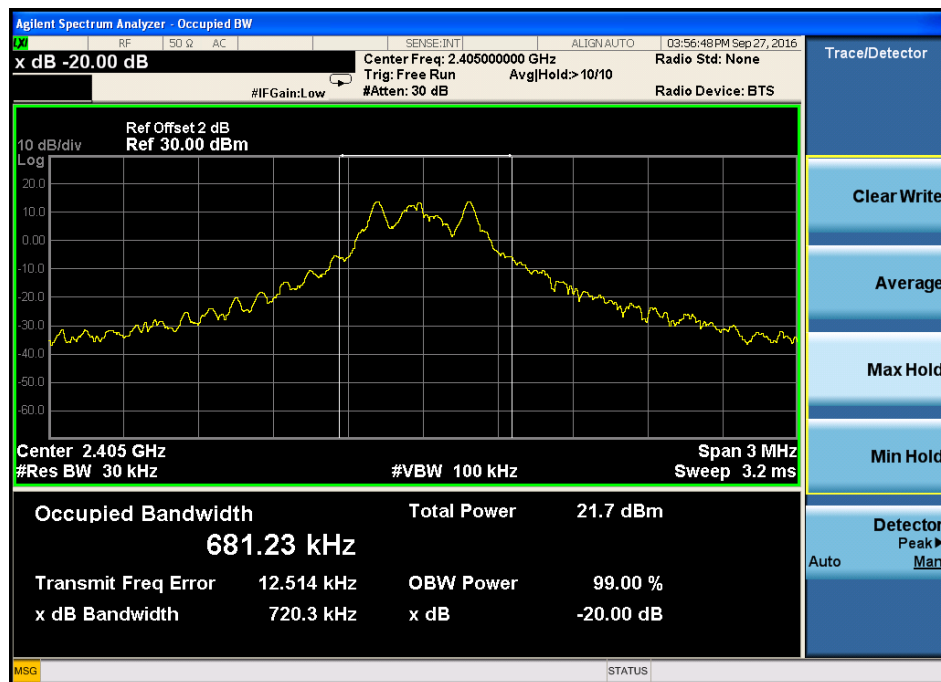 Agilent Spectrum Analyzer - Occupied BW
LXI RF 50 Ω AC SENSE:INT ALIGN AUTO 03:56:48 PM Sep 27, 2016
x dB -20.00 dB
Center Freq: 2.405000000 GHz Radio Std: None
Trig: Free Run Avg|Hold:> 10/10
#IFGain:Low #Atten: 30 dB Radio Device: BTS
Trace/Detector
Ref Offset 2 dB
10 dB/div Ref 30.00 dBm
Log
20.0
10.0
0.00
-10.0
-20.0
-30.0
-40.0
-50.0
-60.0
Center 2.405 GHz Span 3 MHz
#Res BW 30 kHz #VBW 100 kHz Sweep 3.2 ms
Occupied Bandwidth Total Power 21.7 dBm
681.23 kHz
Transmit Freq Error 12.514 kHz OBW Power 99.00 %
x dB Bandwidth 720.3 kHz x dB -20.00 dB
Clear Write
Average
Max Hold
Min Hold
Detector
Peak▶
Auto Man
MSG STATUS